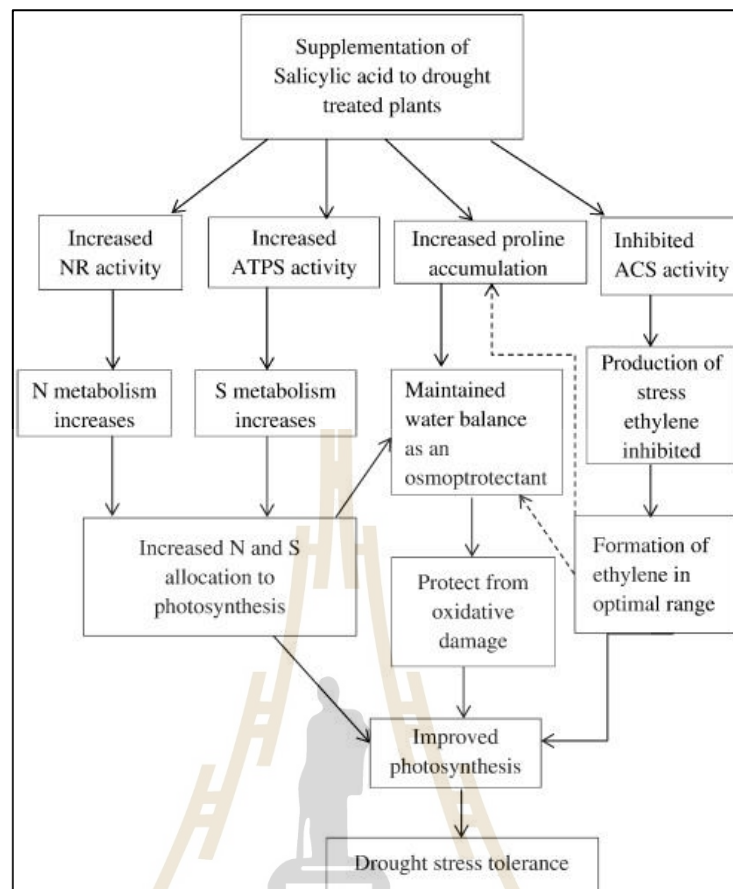 Supplementation of
Salicylic acid to drought
treated plants
Increased
NR activity
Increased
ATPS activity
Increased proline
accumulation
Inhibited
ACS activity
N metabolism
increases
S metabolism
increases
Maintained
water balance
as an
osmoptrotectant
Production of
stress
ethylene
inhibited
Increased N and S
allocation to
photosynthesis
Protect from
oxidative
damage
Formation of
ethylene in
optimal range
Improved
photosynthesis
Drought stress tolerance